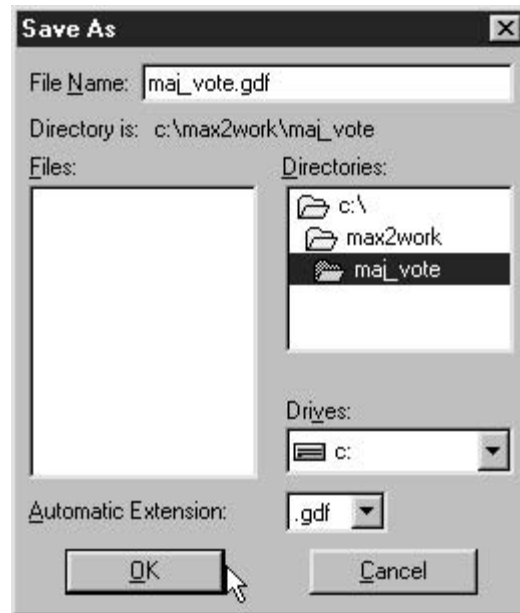 Save As
File Name: maj_vote.gdf
Directory is: c:\max2work\maj_vote
Files:
Directories:
c:\
max2work
maj_vote
Drives:
c:
Automatic Extension: .gdf
OK
Cancel